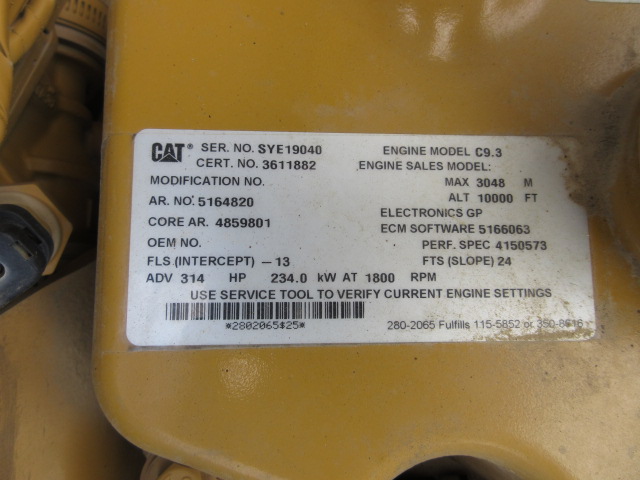 CAT® SER. NO. SYE19040 ENGINE MODEL C9.3
CERT. NO. 3611882 ENGINE SALES MODEL:
MODIFICATION NO. MAX 3048 M
AR. NO. 5164820 ALT 10000 FT
ELECTRONICS GP
CORE AR. 4859801 ECM SOFTWARE 5166063
OEM NO. PERF. SPEC 4150573
FLS (INTERCEPT) -13 FTS (SLOPE) 24
ADV 314 HP 234.0 kW AT 1800 RPM
USE SERVICE TOOL TO VERIFY CURRENT ENGINE SETTINGS
*2802065$25* 280-2065 Fulfills 115-5852 or